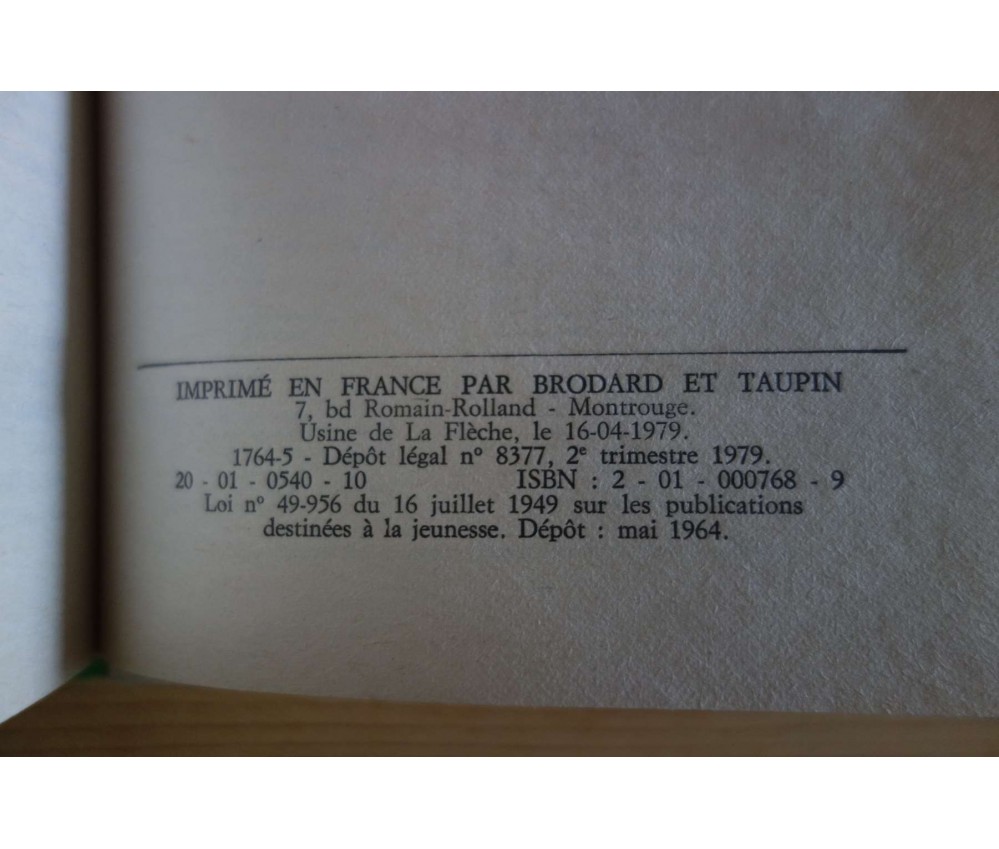 IMPRIMÉ EN FRANCE PAR BRODARD ET TAUPIN
7, bd Romain-Rolland - Montrouge.
Usine de La Flèche, le 16-04-1979.
1764-5 - Dépôt légal nº 8377, 2e trimestre 1979.
20 - 01 - 0540 - 10 ISBN : 2 - 01 - 000768 - 9
Loi nº 49-956 du 16 juillet 1949 sur les publications
destinées à la jeunesse. Dépôt : mai 1964.